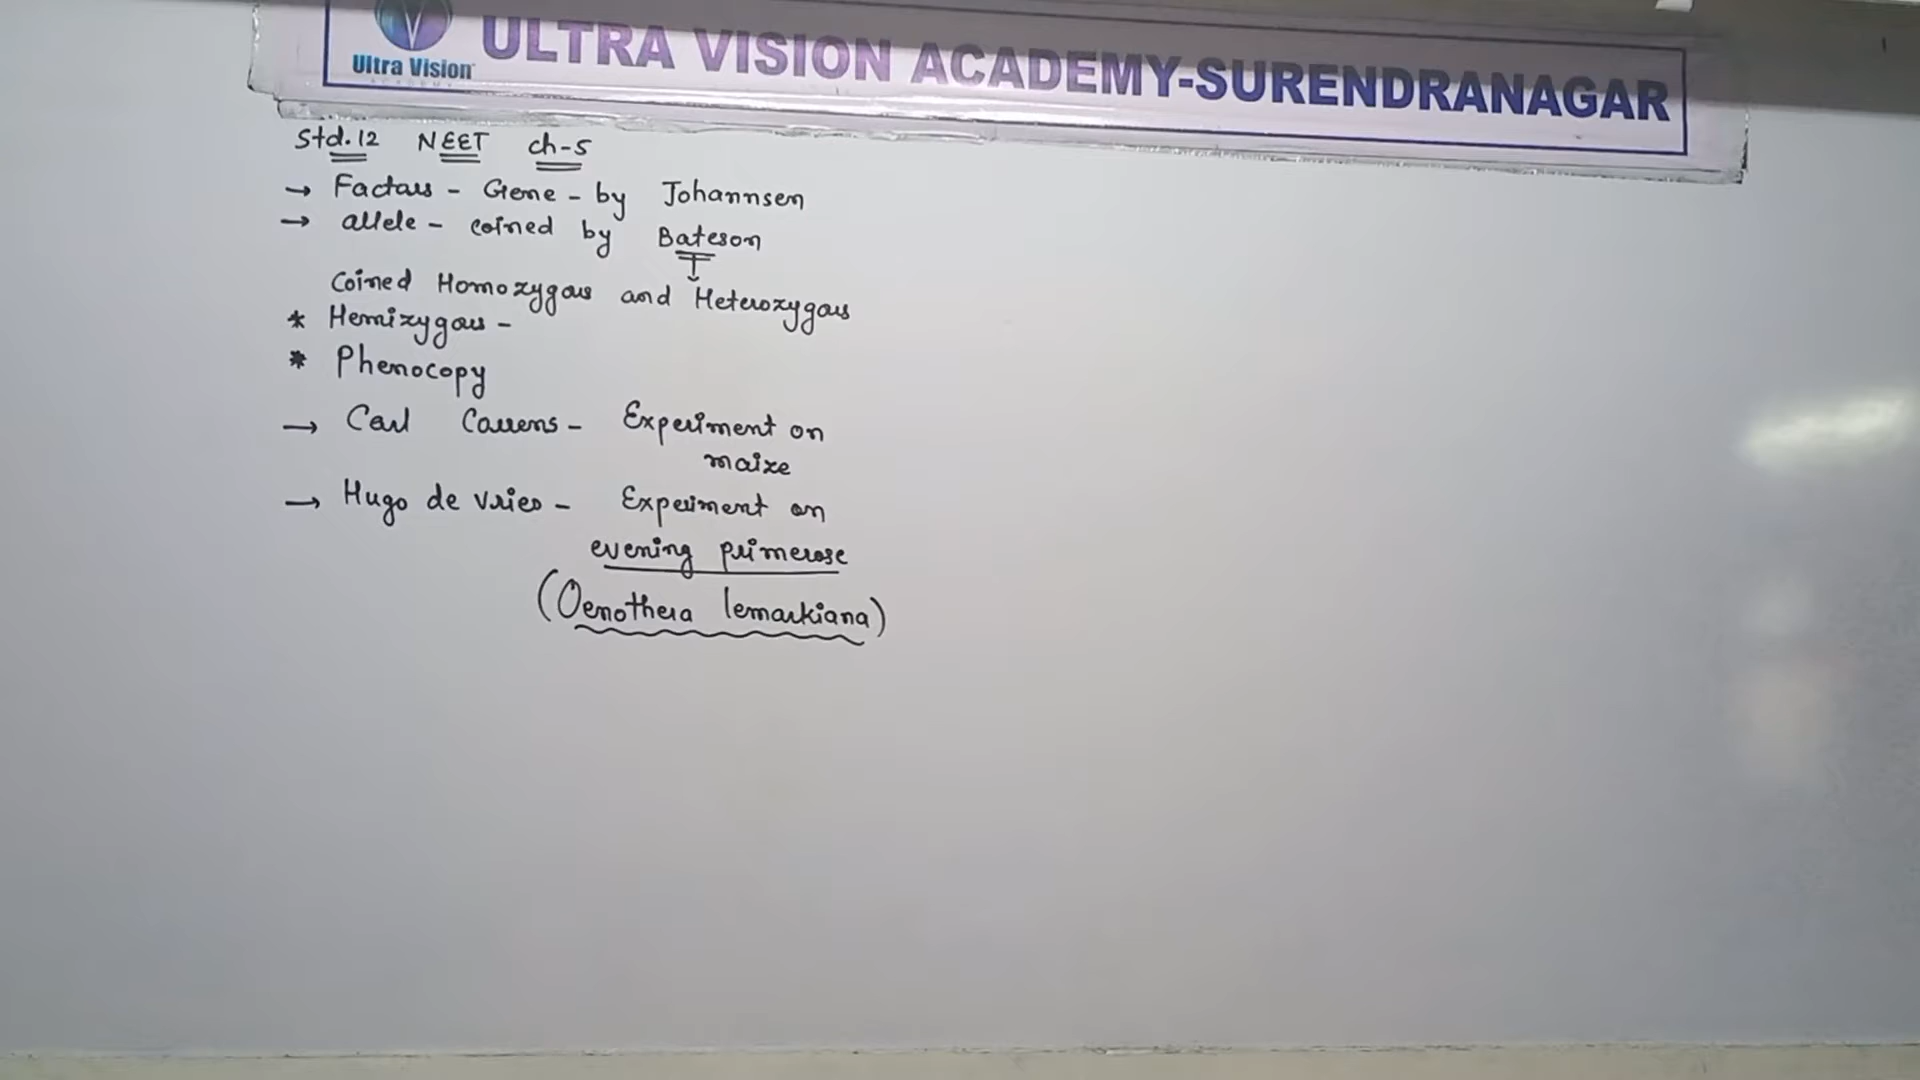 Ultra Vision
ACADEMY
ULTRA VISION ACADEMY-SURENDRANAGAR
Std.12 NEET ch-5
→ Factors - Gene - by Johannsen
→ allele - coined by Bateson
Coined Homozygous and Heterozygous
* Hemizygous -
* Phenocopy
→ Carl Correns - Experiment on
maize
→ Hugo de Vries - Experiment on
evening primerose
(Oenothera lemarkiana)